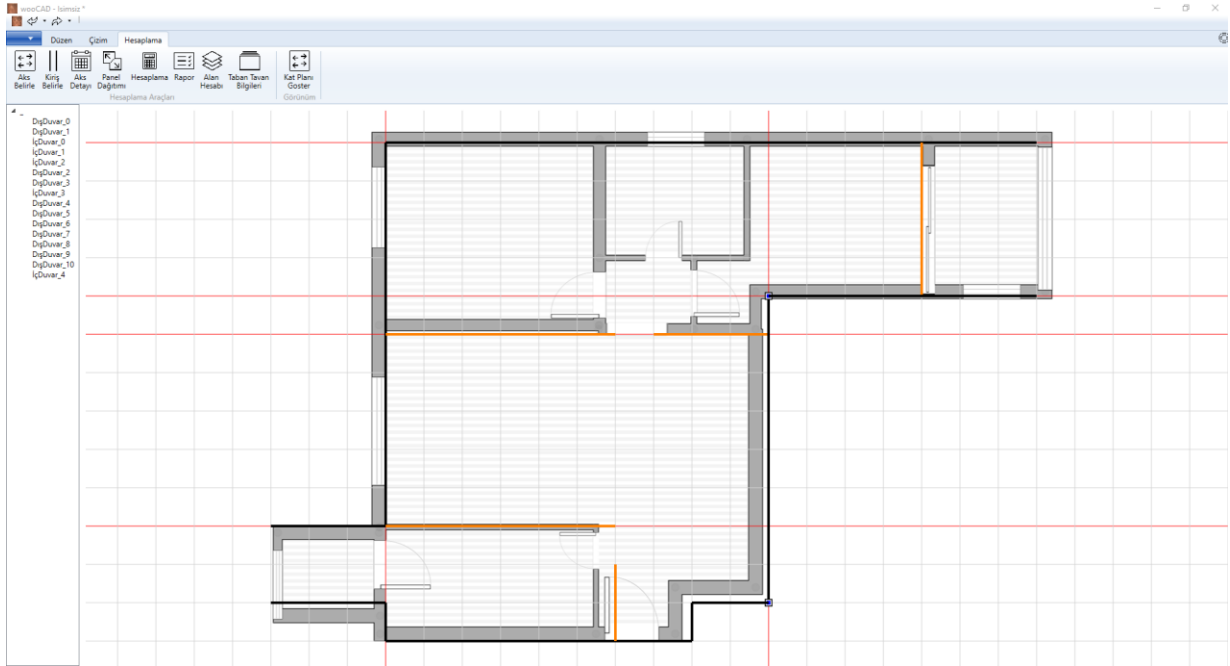 wooCAD - Isimsiz *
Düzen Çizim Hesaplama
Aks Belirle
Kiriş Belirle
Aks Detayı
Panel Dağıtımı
Hesaplama
Rapor
Alan Hesabı
Taban Tavan Bilgileri
Kat Planı Goster
Hesaplama Araçları
Görünüm
DışDuvar_0
DışDuvar_1
İçDuvar_0
İçDuvar_1
İçDuvar_2
DışDuvar_2
DışDuvar_3
İçDuvar_3
DışDuvar_4
DışDuvar_5
DışDuvar_6
DışDuvar_7
DışDuvar_8
DışDuvar_9
DışDuvar_10
İçDuvar_4